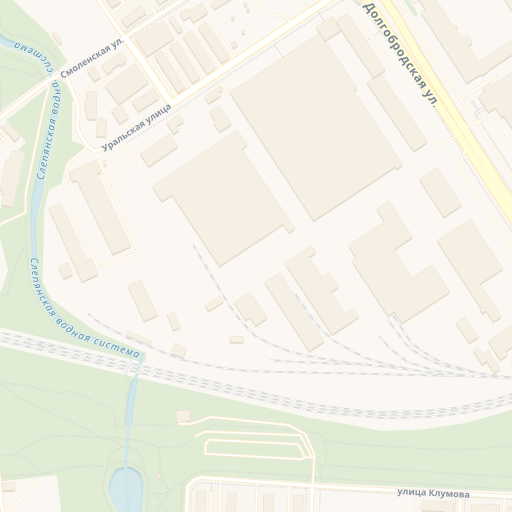 Долгобродская ул.
Смоленская ул.
Уральская улица
Слепянская водная система
Слепянская водная система
улица Клумова